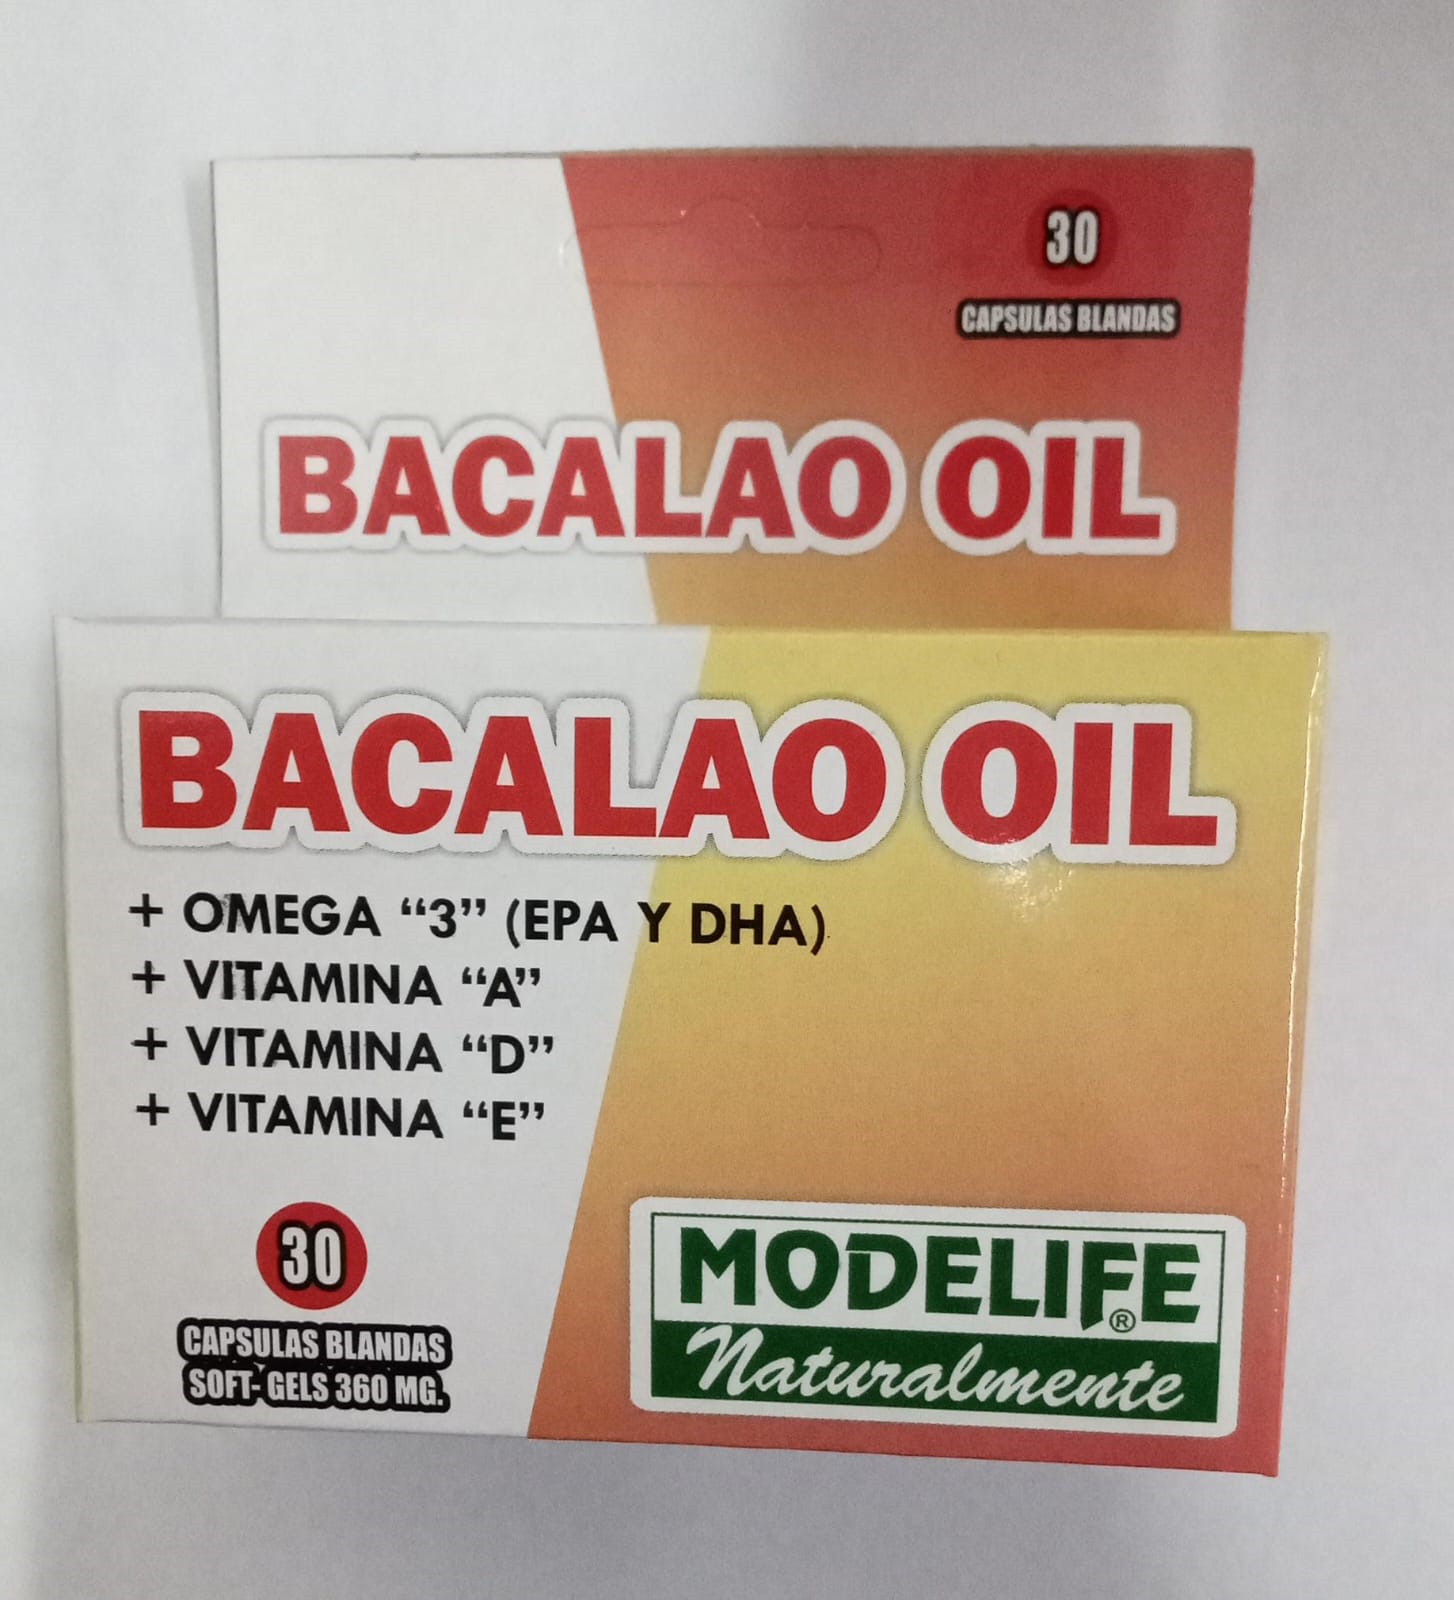 30
CAPSULAS BLANDAS
BACALAO OIL
BACALAO OIL
+ OMEGA “3” (EPA Y DHA)
+ VITAMINA “A”
+ VITAMINA “D”
+ VITAMINA “E”
30
CAPSULAS BLANDAS
SOFT- GELS 360 MG.
MODELIFE®
Naturalmente